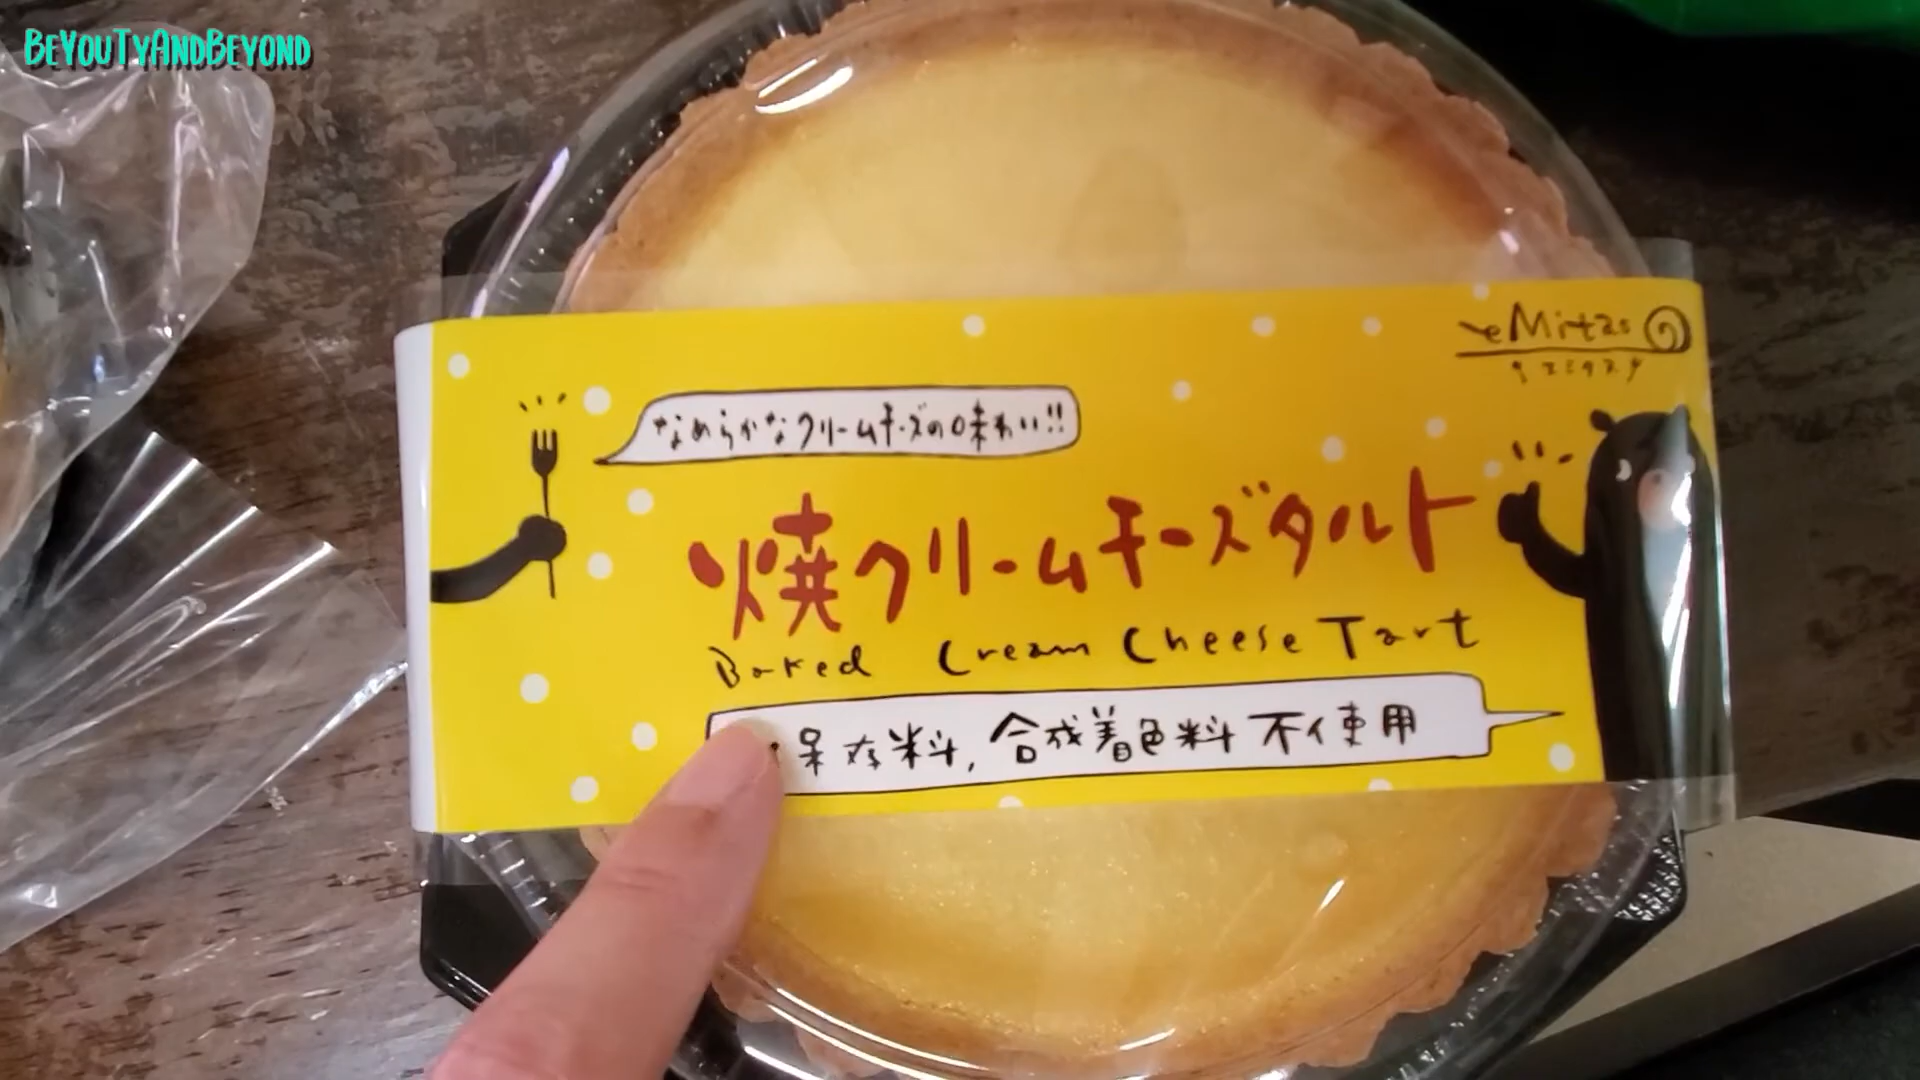 BEYOUTYANDBEYOND
eMitas
エミタス
なめらかなクリームチーズの味わい!!
焼クリームチーズタルト
Baked Cream Cheese Tart
保存料,合成着色料不使用